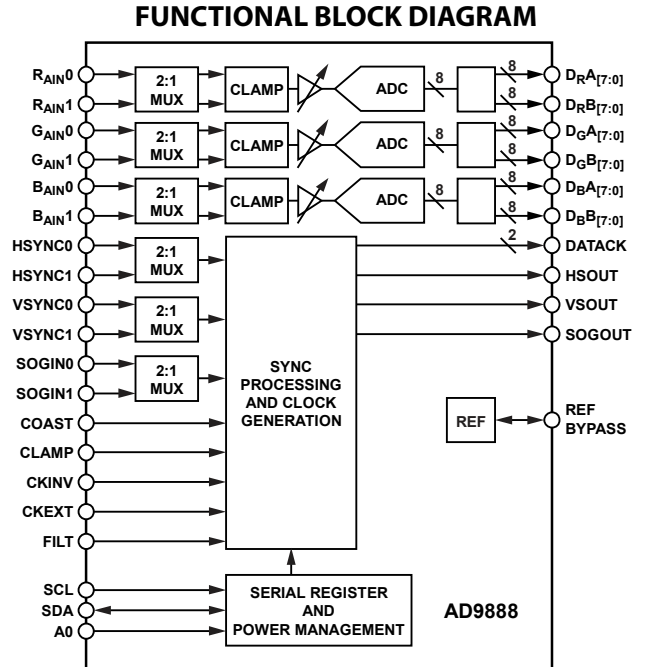 FUNCTIONAL BLOCK DIAGRAM
RAIN0
2:1
MUX
CLAMP
ADC
8
8
DRA[7:0]
RAIN1
8
DRB[7:0]
GAIN0
2:1
MUX
CLAMP
ADC
8
8
DGA[7:0]
GAIN1
8
DGB[7:0]
BAIN0
2:1
MUX
CLAMP
ADC
8
8
DBA[7:0]
BAIN1
8
DBB[7:0]
HSYNC0
2:1
MUX
HSYNC1
VSYNC0
2:1
MUX
VSYNC1
SOGIN0
2:1
MUX
SOGIN1
COAST
CLAMP
CKINV
CKEXT
FILT
SYNC
PROCESSING
AND CLOCK
GENERATION
2
DATACK
HSOUT
VSOUT
SOGOUT
REF
REF
BYPASS
SCL
SDA
A0
SERIAL REGISTER
AND
POWER MANAGEMENT
AD9888